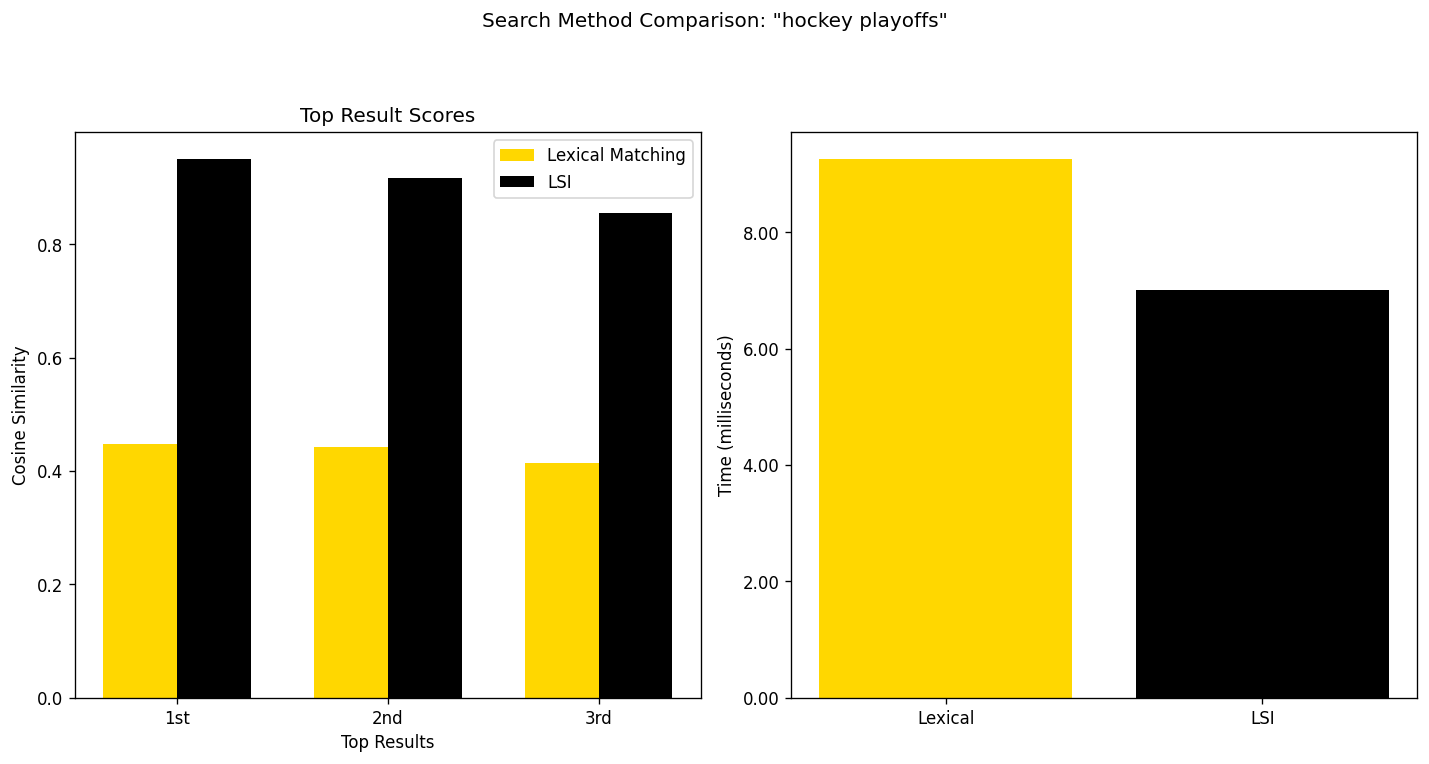 Search Method Comparison: "hockey playoffs"
Top Result Scores
Lexical Matching
LSI
Cosine Similarity
0.8
0.6
0.4
0.2
0.0
1st 2nd 3rd
Top Results
Time (milliseconds)
8.00
6.00
4.00
2.00
0.00
Lexical LSI